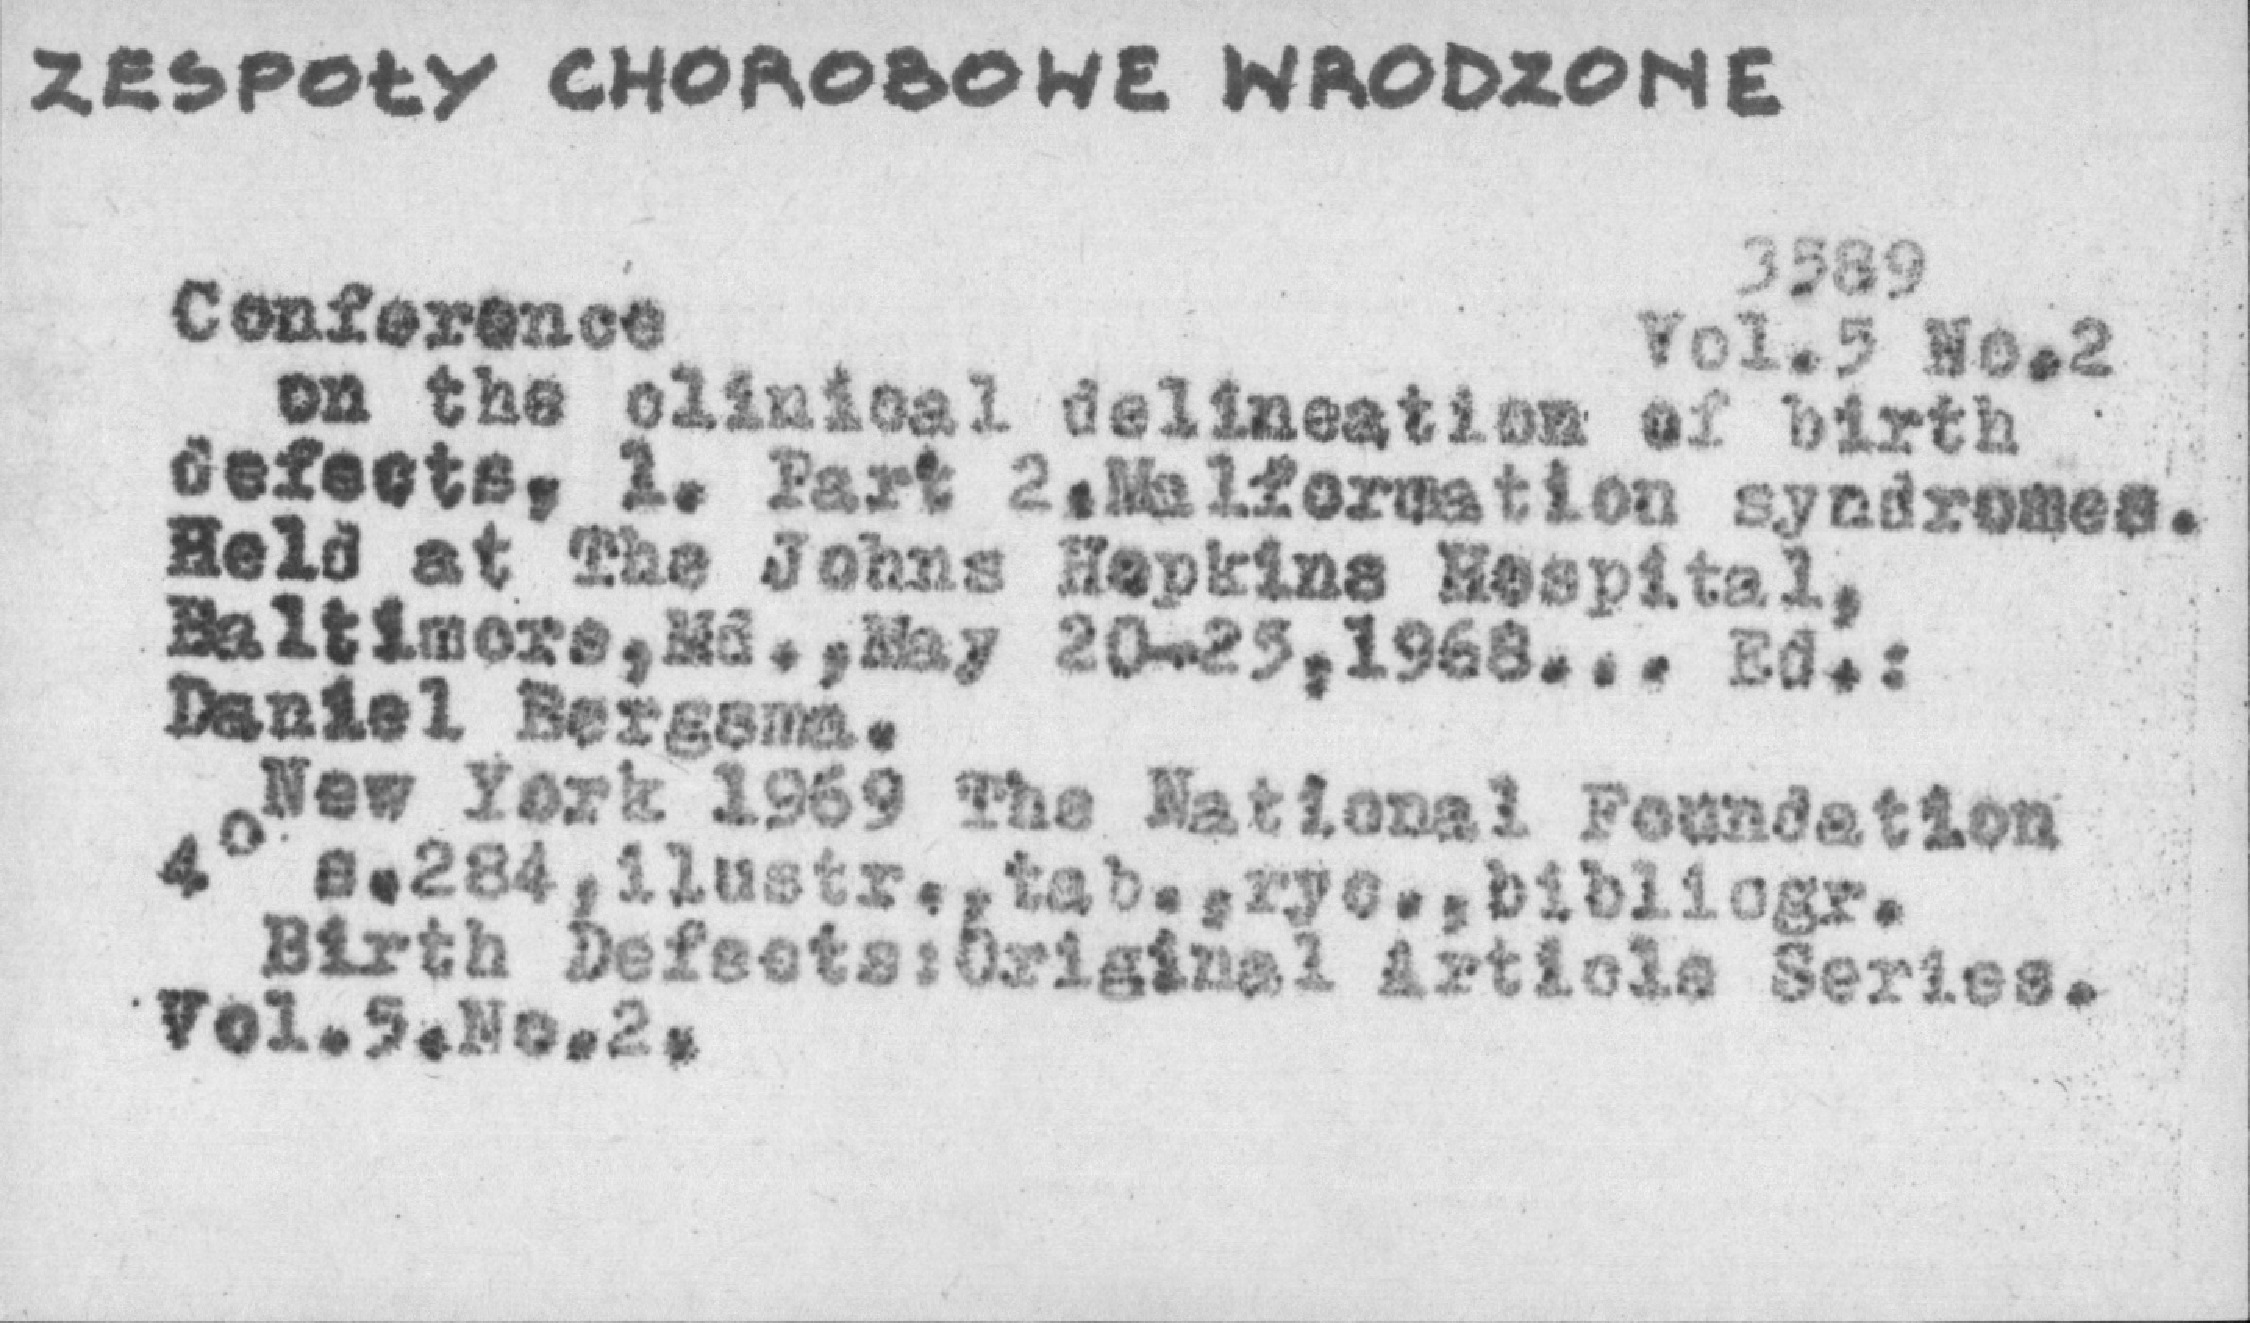 ZESPOŁY CHOROBOWE WRODZONE
3589
Conference
Vol.5 No.2
on the clinical delineation of birth
defects, 1. Part 2.Malformation syndromes.
Held at The Johns Hopkins Hospital,
Baltimore,Md.,May 20-25,1968... Ed.:
Daniel Bergsma.
New York 1969 The National Foundation
4° s.284,ilustr.,tab.,ryc.,bibliogr.
Birth Defects:Original Article Series.
Vol.5.No.2.